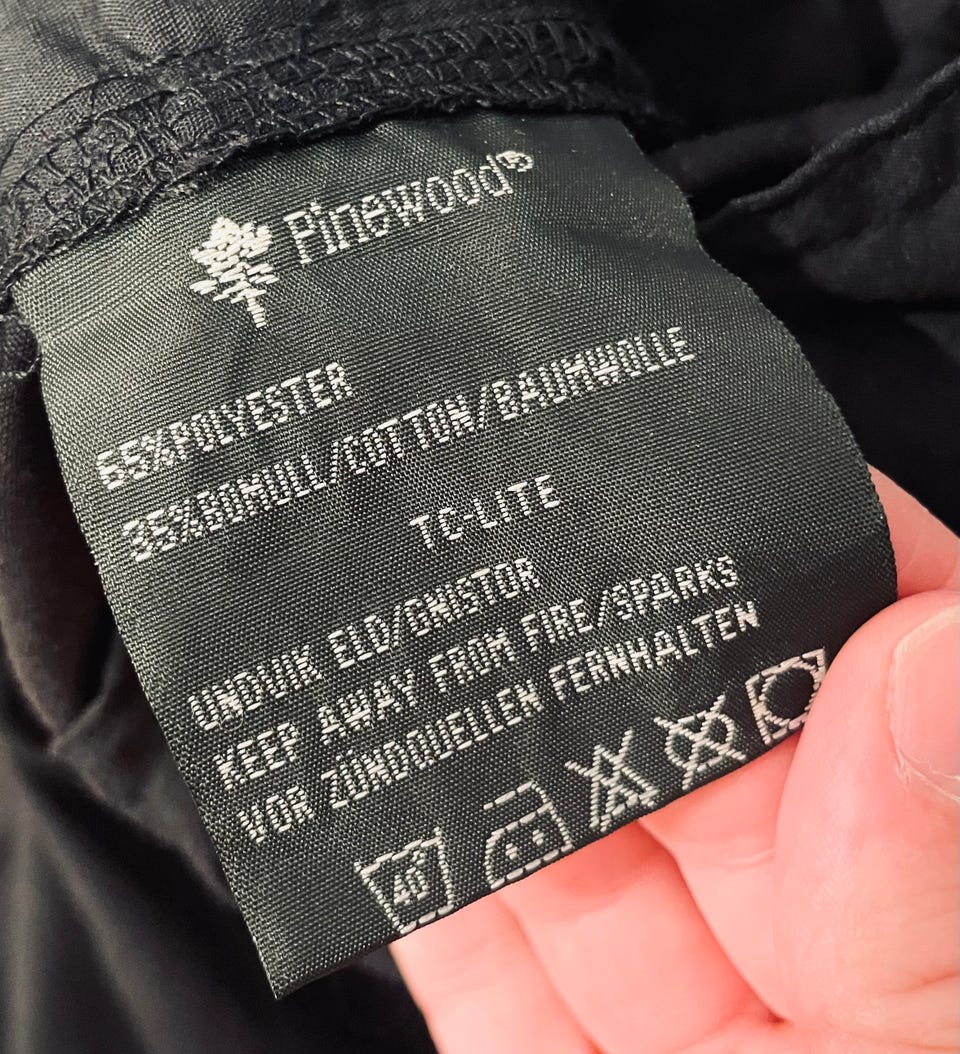 Pinewood®
65%POLYESTER
35%BOMULL/COTTON/BAUMWOLLE
TC-LITE
UNDVIK ELD/GNISTOR
KEEP AWAY FROM FIRE/SPARKS
VOR ZÜNDQUELLEN FERNHALTEN
40°